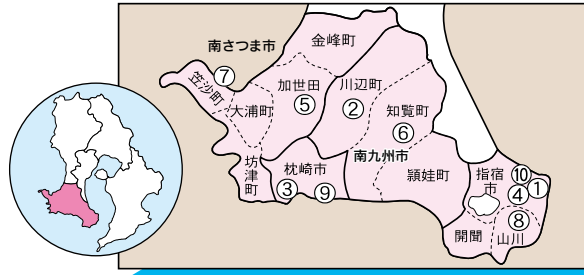 金峰町
南さつま市
⑦
笠沙町
大浦町
加世田
⑤
川辺町
②
知覧町
⑥
坊津町
枕崎市
③
⑨
南九州市
頴娃町
指宿市
⑩
④
①
⑧
開聞
山川